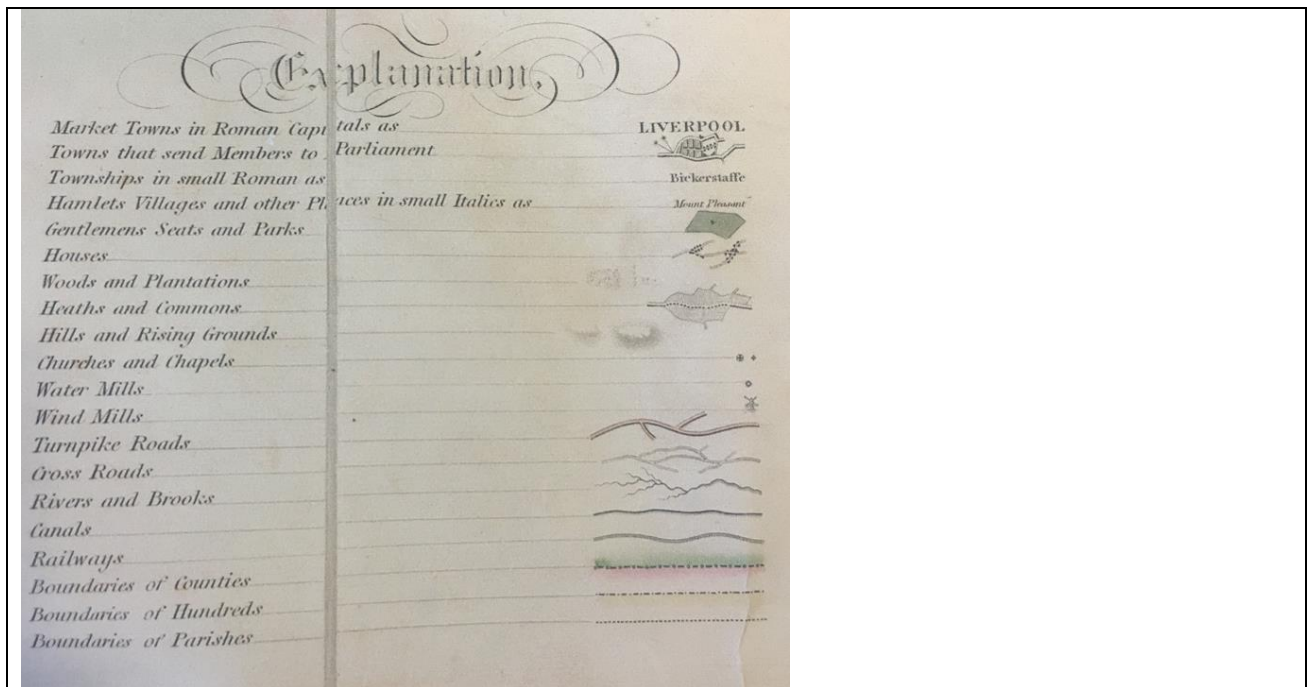 Explanation.
Market Towns in Roman Capitals as LIVERPOOL
Towns that send Members to Parliament
Townships in small Roman as Bickerstaffe
Hamlets Villages and other Places in small Italics as Mount Pleasant
Gentlemens Seats and Parks
Houses
Woods and Plantations
Heaths and Commons
Hills and Rising Grounds
Churches and Chapels
Water Mills
Wind Mills
Turnpike Roads
Cross Roads
Rivers and Brooks
Canals
Railways
Boundaries of Counties
Boundaries of Hundreds
Boundaries of Parishes